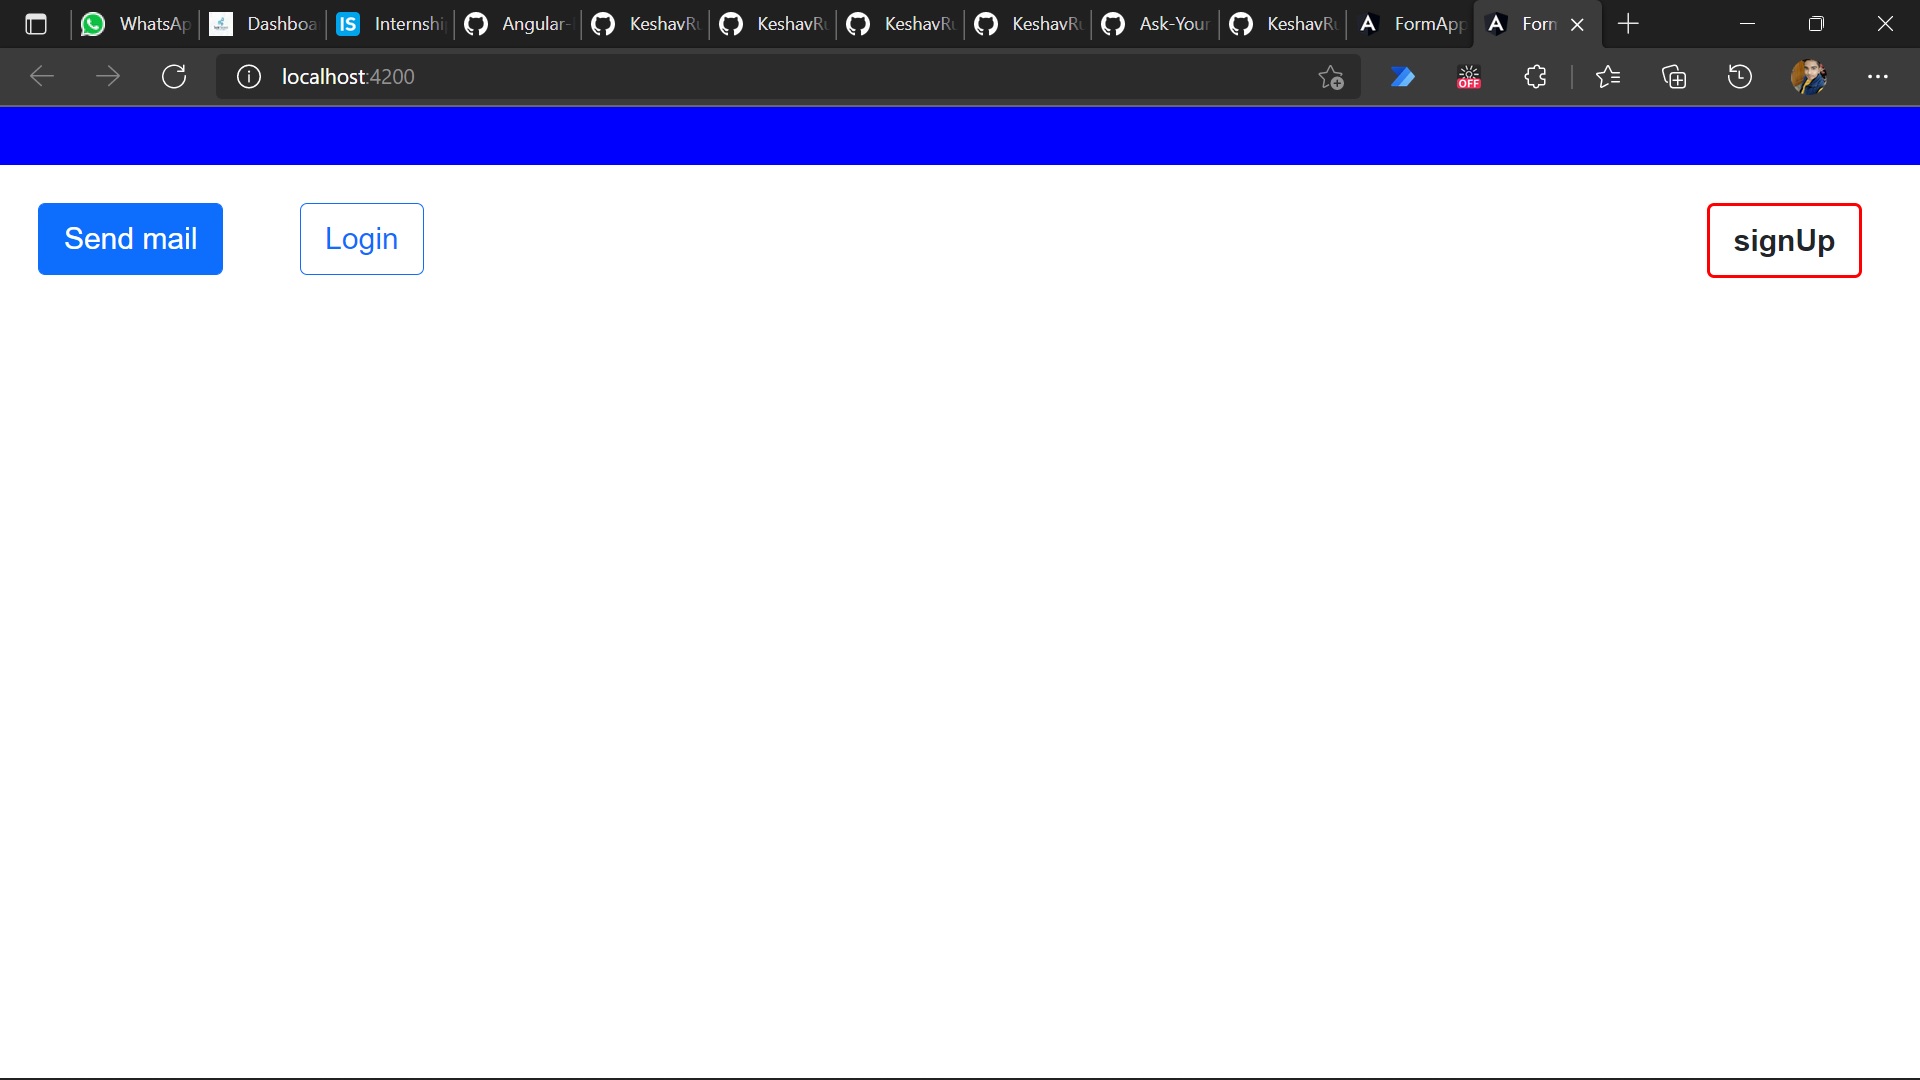 WhatsAp
Dashboa
IS Internshi
Angular-
KeshavRu
KeshavRu
KeshavRu
KeshavRu
Ask-Your
KeshavRu
FormApp
Form
localhost:4200
OFF
Send mail
Login
signUp